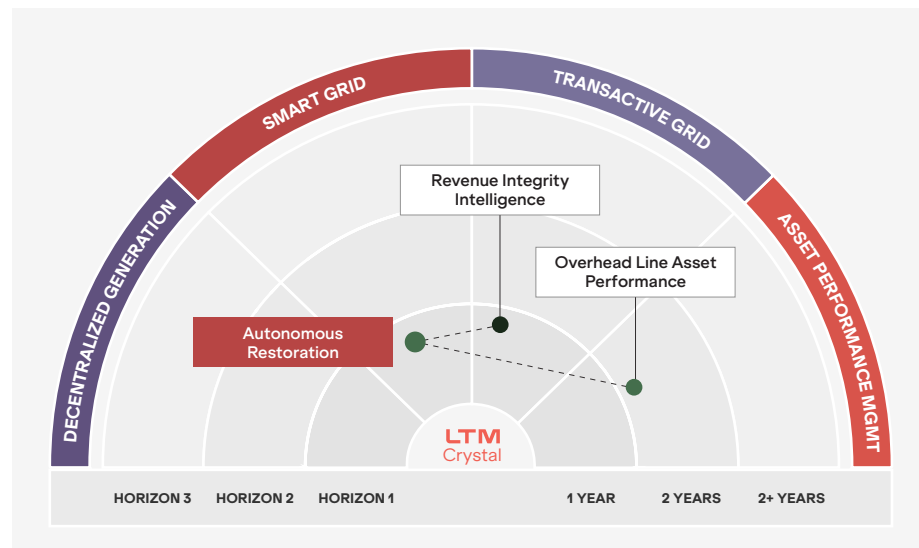 SMART GRID
TRANSACTIVE GRID
DECENTRALIZED GENERATION
ASSET PERFORMANCE MGMT
Revenue Integrity
Intelligence
Overhead Line Asset
Performance
Autonomous
Restoration
LTM
Crystal
HORIZON 3
HORIZON 2
HORIZON 1
1 YEAR
2 YEARS
2+ YEARS